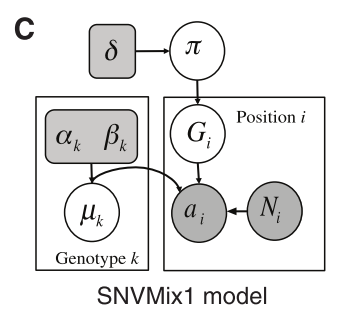 C
δ π
Position i
G_i
α_k β_k
μ_k a_i N_i
Genotype k
SNVMix1 model